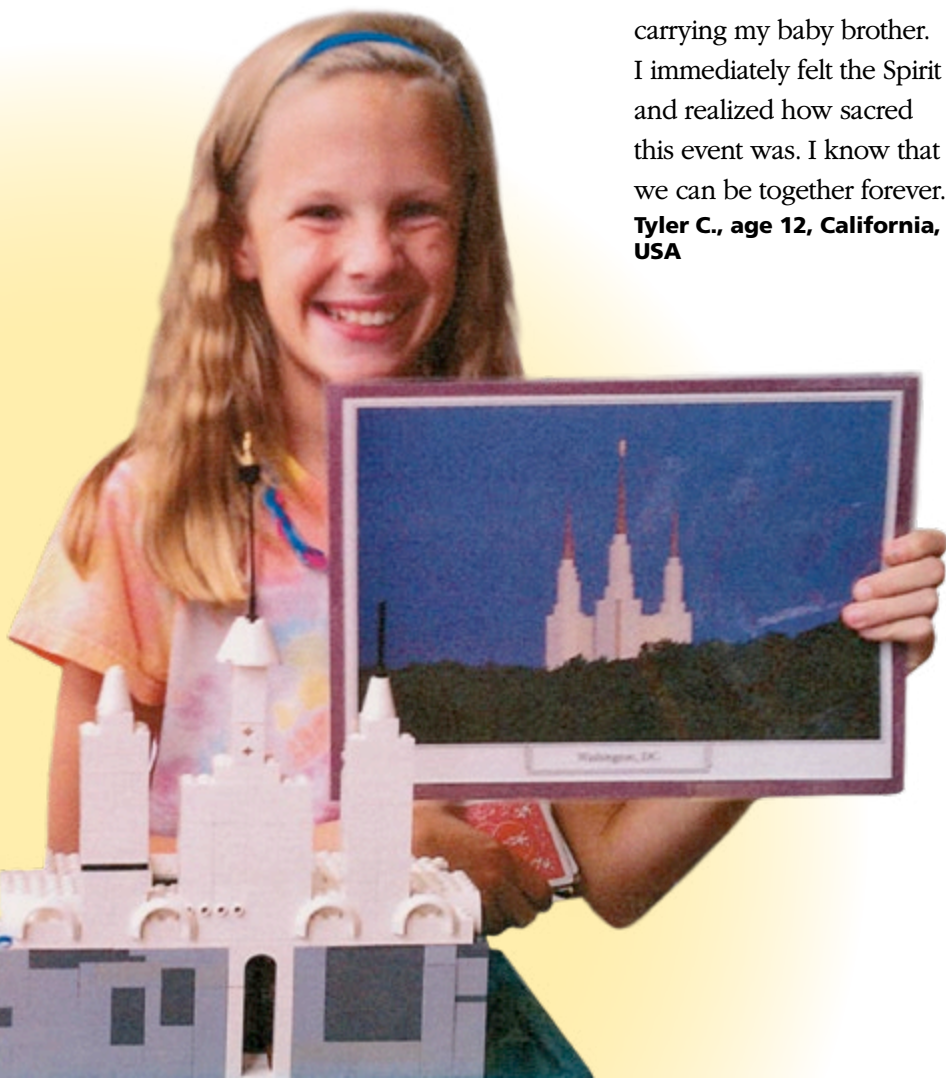 carrying my baby brother.
I immediately felt the Spirit
and realized how sacred
this event was. I know that
we can be together forever.
Tyler C., age 12, California,
USA
Washington, D.C.